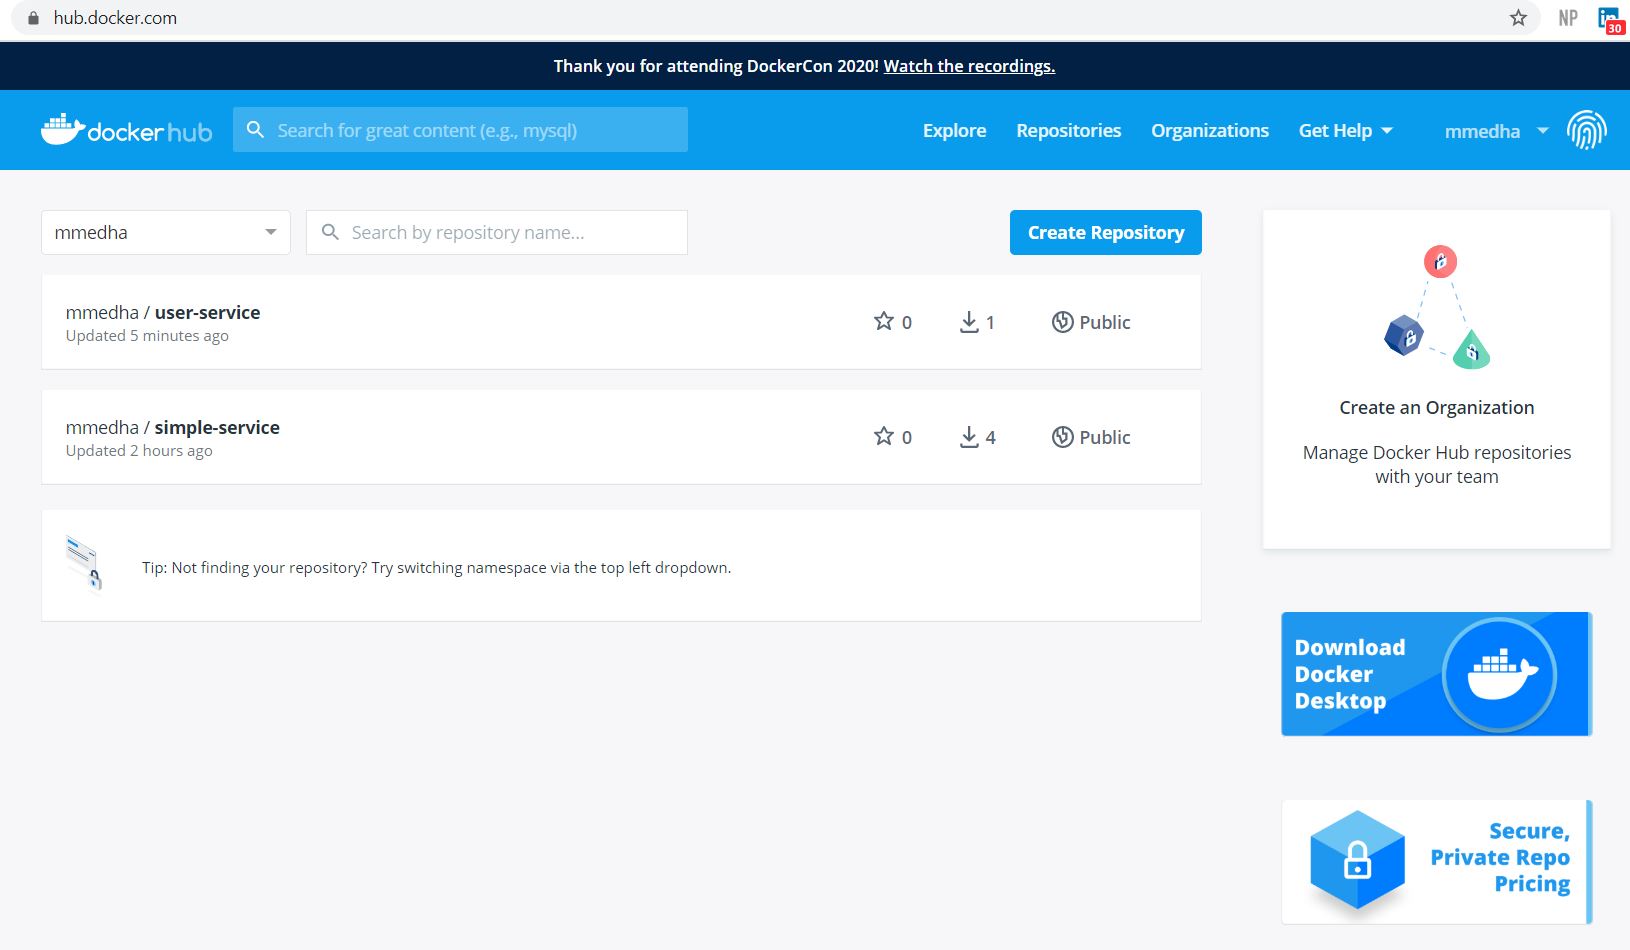 hub.docker.com
NP
in
30
Thank you for attending DockerCon 2020! Watch the recordings.
docker hub
Search for great content (e.g., mysql)
Explore
Repositories
Organizations
Get Help
mmedha
mmedha
Search by repository name...
Create Repository
mmedha / user-service
Updated 5 minutes ago
0
1
Public
mmedha / simple-service
Updated 2 hours ago
0
4
Public
Tip: Not finding your repository? Try switching namespace via the top left dropdown.
Create an Organization
Manage Docker Hub repositories
with your team
Download
Docker
Desktop
Secure,
Private Repo
Pricing